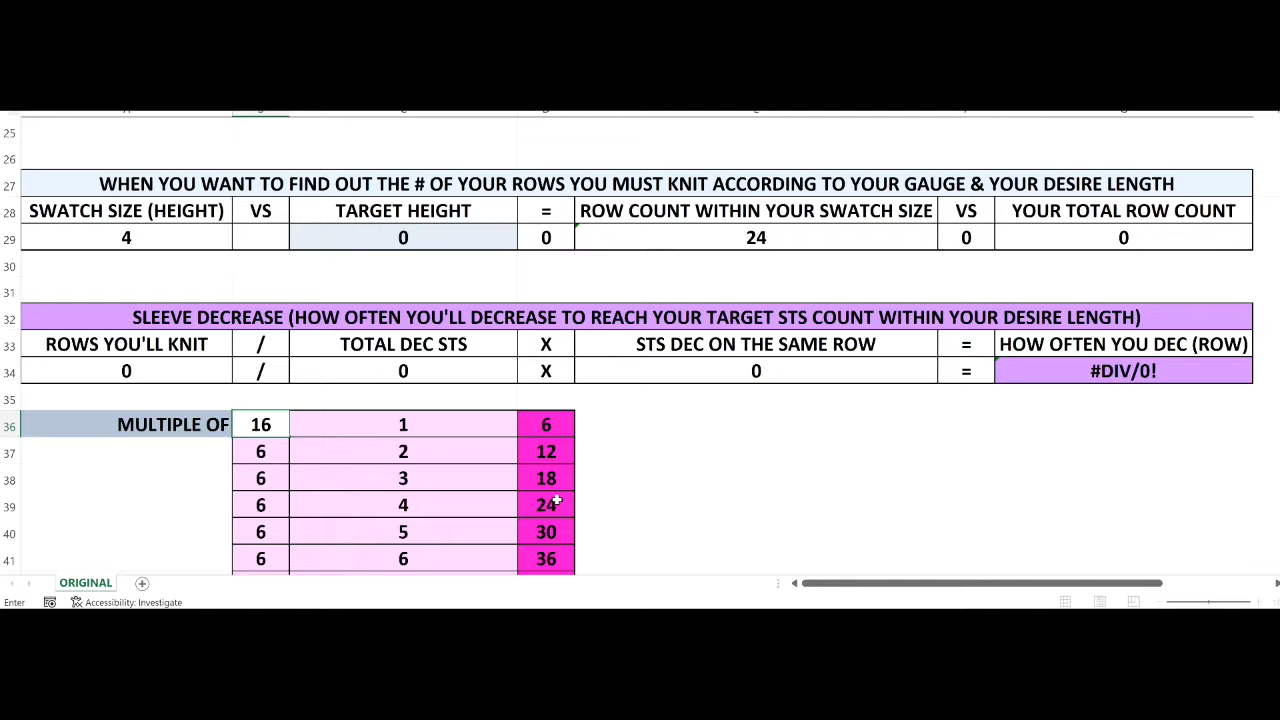 25
26
27 WHEN YOU WANT TO FIND OUT THE # OF YOUR ROWS YOU MUST KNIT ACCORDING TO YOUR GAUGE & YOUR DESIRE LENGTH
28 SWATCH SIZE (HEIGHT) VS TARGET HEIGHT = ROW COUNT WITHIN YOUR SWATCH SIZE VS YOUR TOTAL ROW COUNT
29 4 0 0 24 0 0
30
31
32 SLEEVE DECREASE (HOW OFTEN YOU'LL DECREASE TO REACH YOUR TARGET STS COUNT WITHIN YOUR DESIRE LENGTH)
33 ROWS YOU'LL KNIT / TOTAL DEC STS X STS DEC ON THE SAME ROW = HOW OFTEN YOU DEC (ROW)
34 0 / 0 X 0 = #DIV/0!
35
36 MULTIPLE OF 16 1 6
37 6 2 12
38 6 3 18
39 6 4 24
40 6 5 30
41 6 6 36
ORIGINAL
Enter Accessibility: Investigate